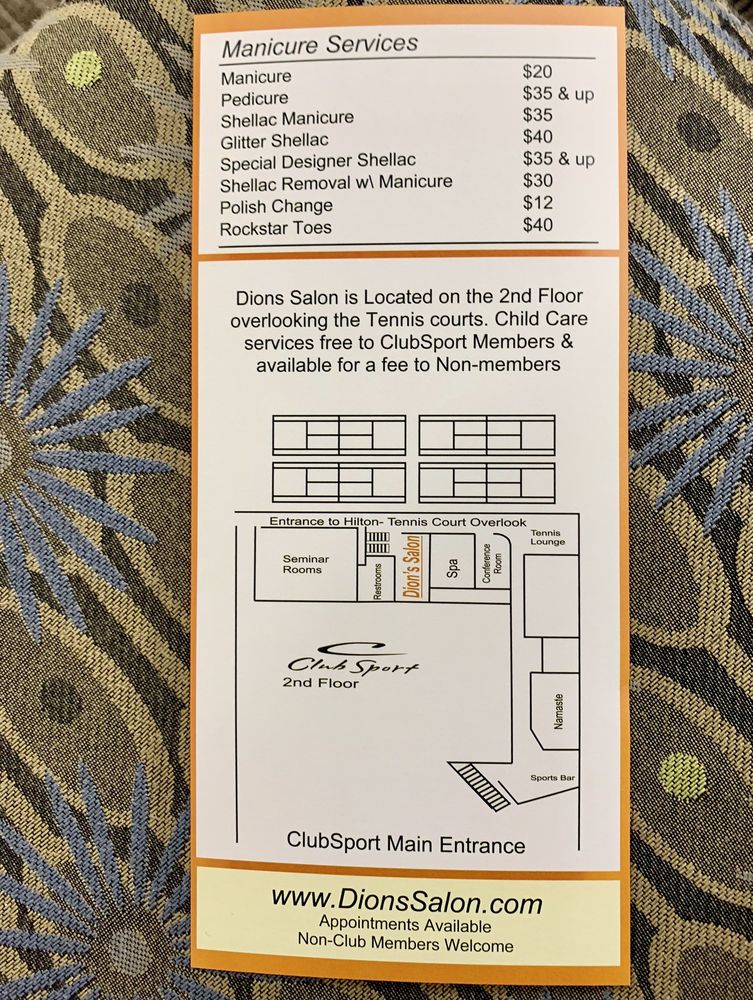 Manicure Services
Manicure $20
Pedicure $35 & up
Shellac Manicure $35
Glitter Shellac $40
Special Designer Shellac $35 & up
Shellac Removal w\ Manicure $30
Polish Change $12
Rockstar Toes $40
Dions Salon is Located on the 2nd Floor
overlooking the Tennis courts. Child Care
services free to ClubSport Members &
available for a fee to Non-members
Entrance to Hilton- Tennis Court Overlook
Tennis
Lounge
Seminar
Rooms
Restrooms
Dion's Salon
Spa
Conference
Room
Club Sport
2nd Floor
Namaste
Sports Bar
ClubSport Main Entrance
www.DionsSalon.com
Appointments Available
Non-Club Members Welcome